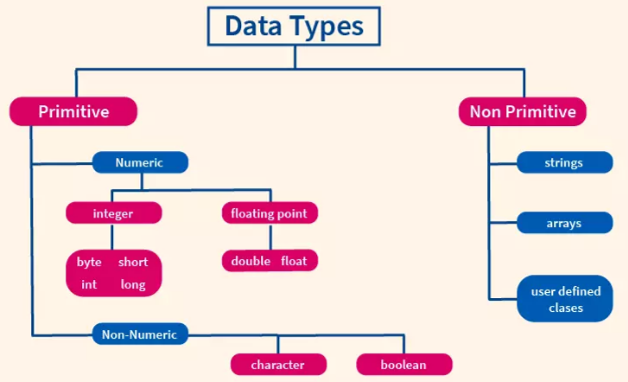 Data Types
Primitive
Non Primitive
Numeric
strings
integer
floating point
arrays
byte short
int long
double float
user defined
clases
Non-Numeric
character
boolean